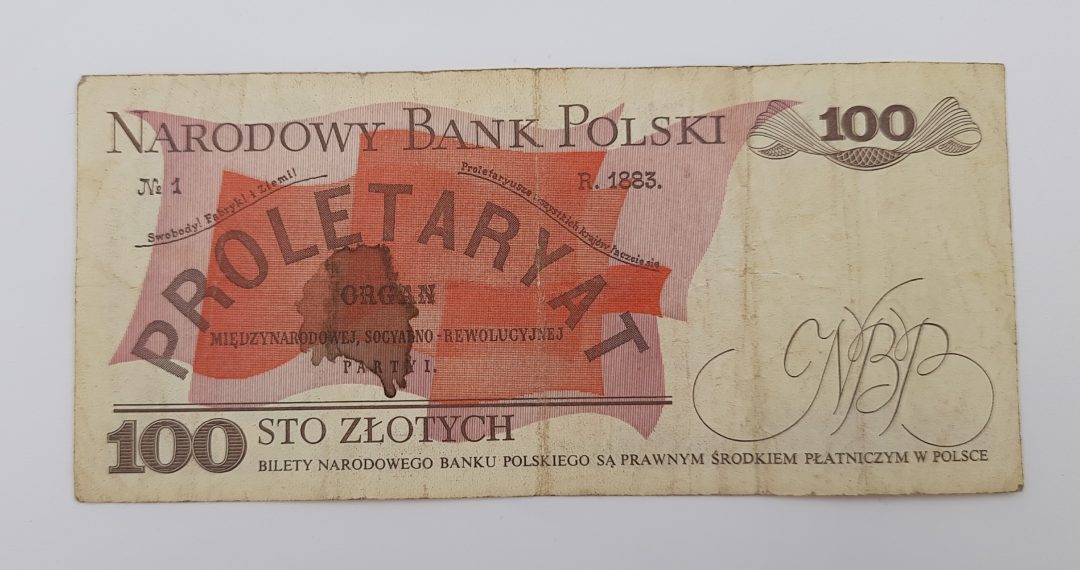 NARODOWY BANK POLSKI
100
№ 1
R. 1883.
Swobody! Fabryk! i Ziemi!
Proletaryusze wszystkich krajów łączcie się
PROLETARYAT
ORGAN
MIĘDZYNARODOWEJ, SOCYALNO-REWOLUCYJNEJ
PARTYI.
NBP
100 STO ZŁOTYCH
BILETY NARODOWEGO BANKU POLSKIEGO SĄ PRAWNYM ŚRODKIEM PŁATNICZYM W POLSCE